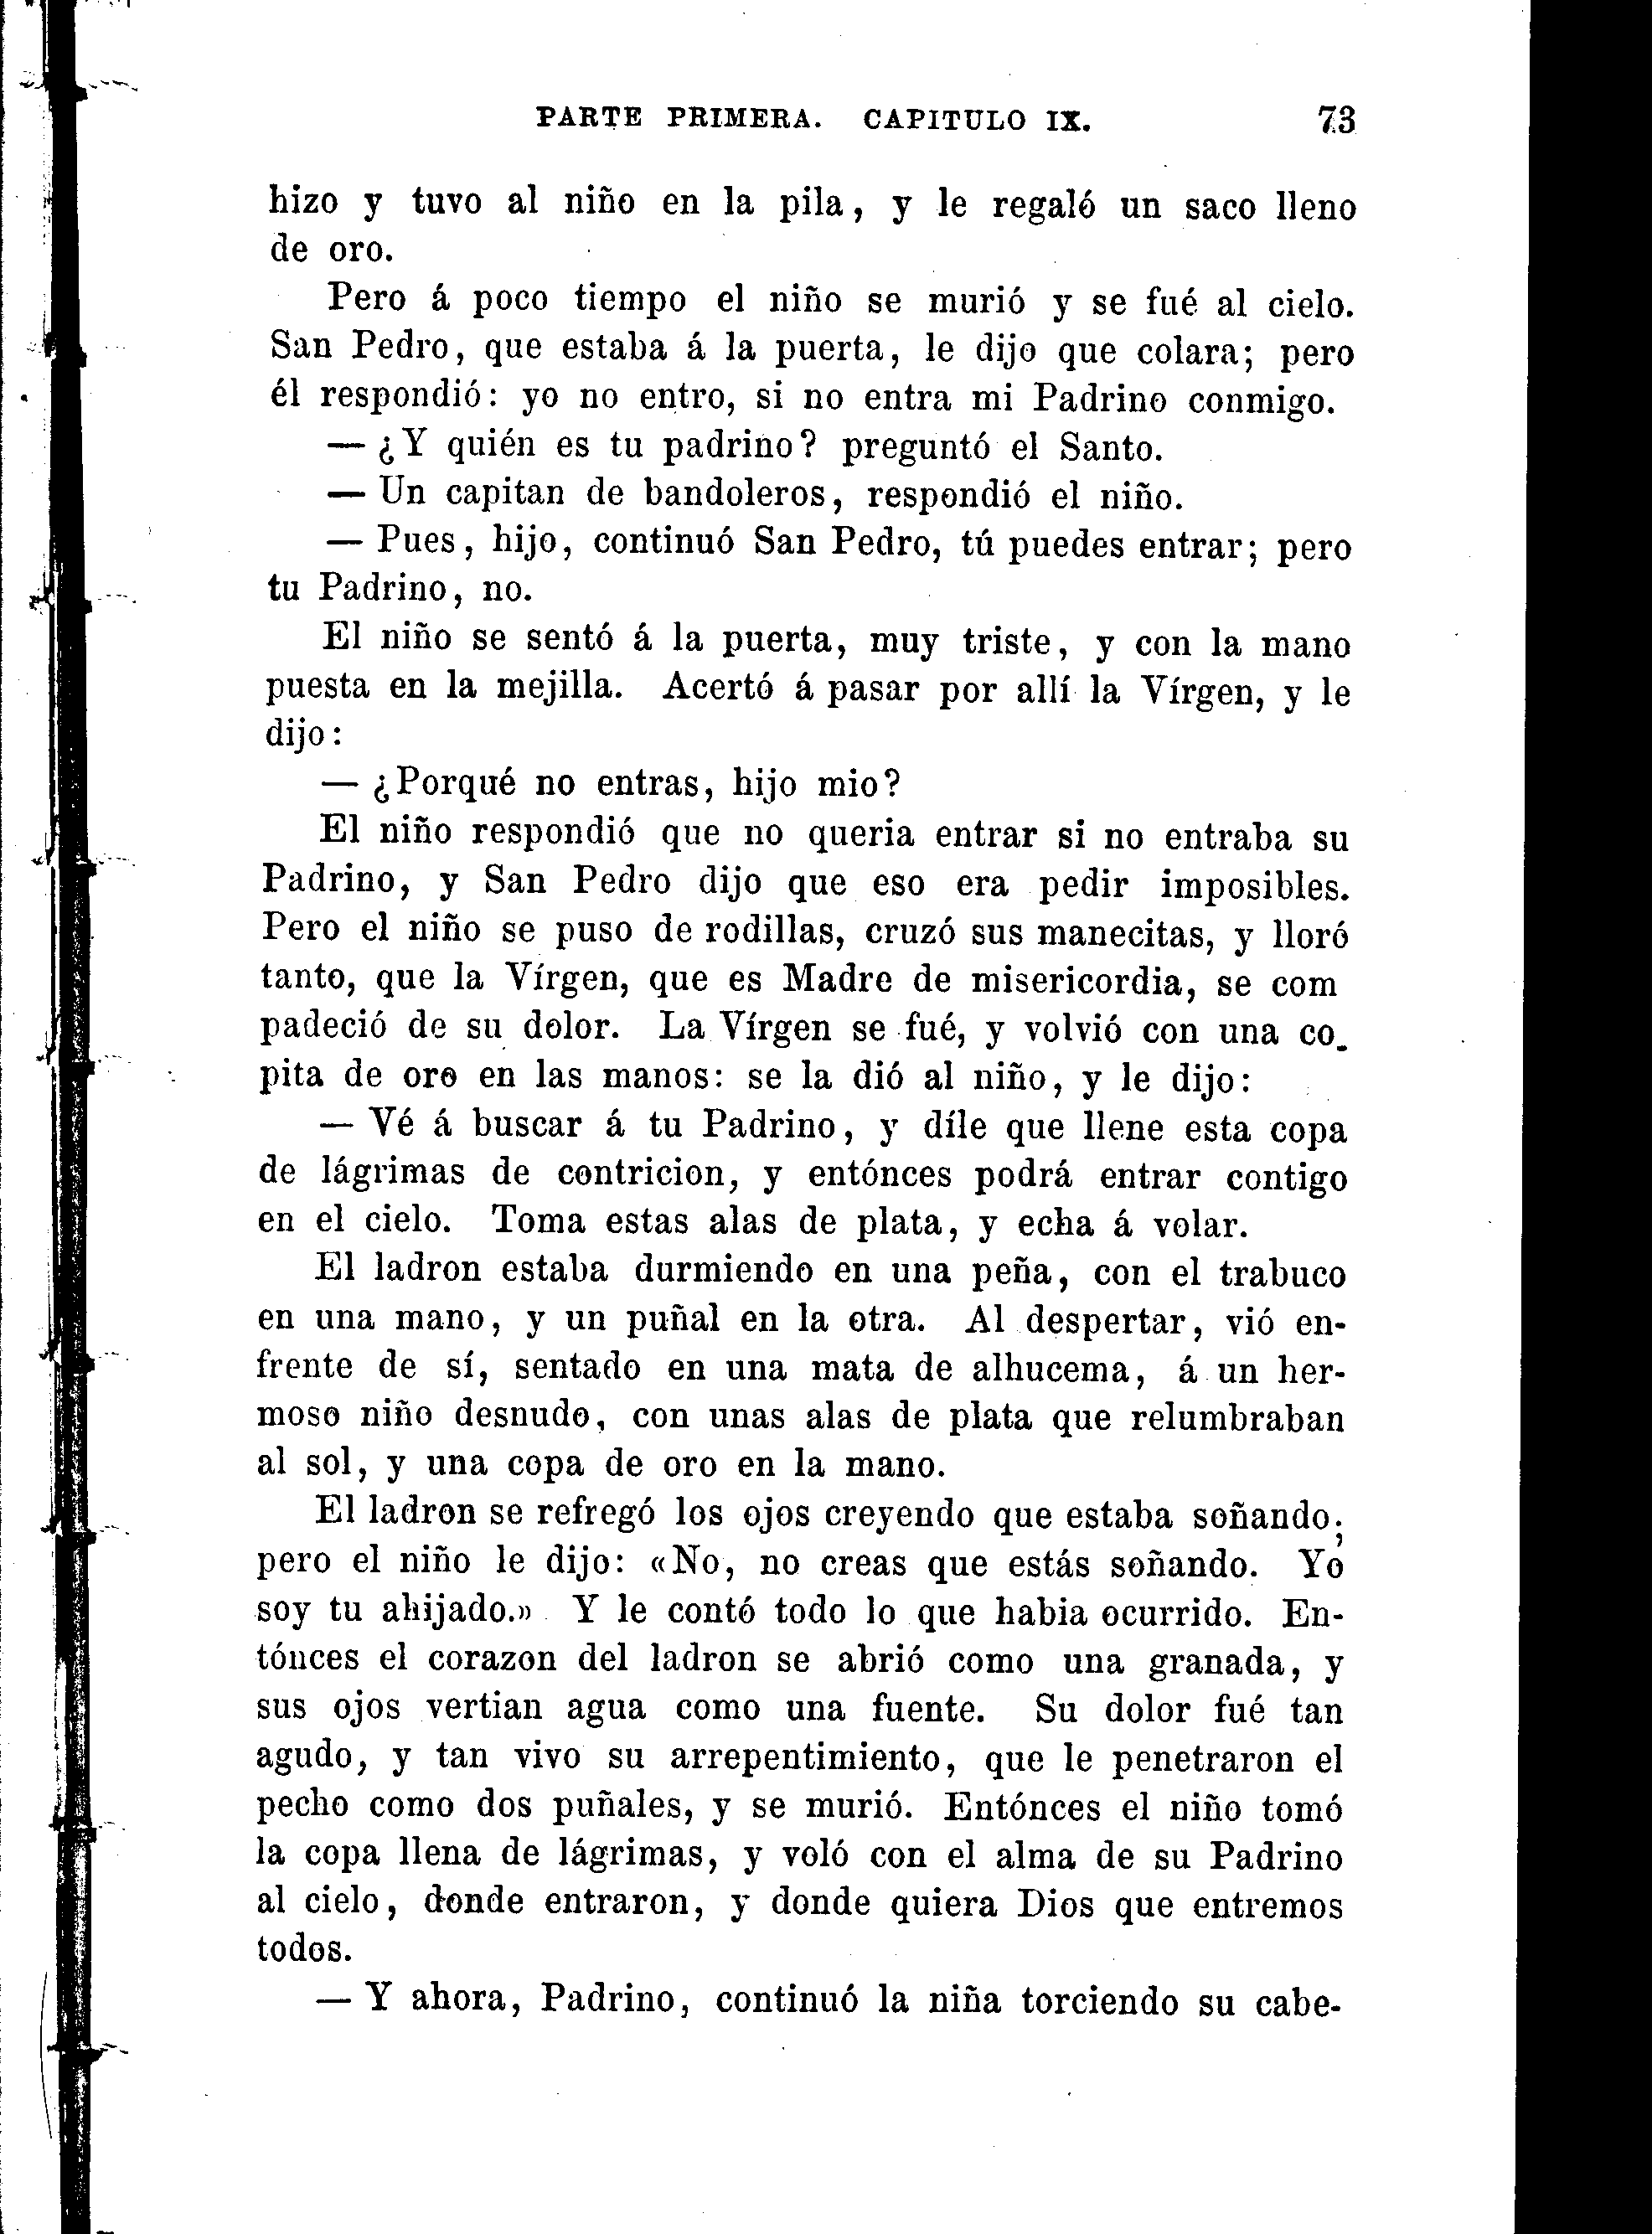 PARTE PRIMERA. CAPITULO IX. 73
hizo y tuvo al niño en la pila, y le regaló un saco lleno
de oro.
Pero á poco tiempo el niño se murió y se fué al cielo.
San Pedro, que estaba á la puerta, le dijo que colara; pero
él respondió: yo no entro, si no entra mi Padrino conmigo.
— ¿Y quién es tu padrino? preguntó el Santo.
— Un capitan de bandoleros, respondió el niño.
— Pues, hijo, continuó San Pedro, tú puedes entrar; pero
tu Padrino, no.
El niño se sentó á la puerta, muy triste, y con la mano
puesta en la mejilla. Acertó á pasar por allí la Vírgen, y le
dijo:
— ¿Porqué no entras, hijo mio?
El niño respondió que no queria entrar si no entraba su
Padrino, y San Pedro dijo que eso era pedir imposibles.
Pero el niño se puso de rodillas, cruzó sus manecitas, y lloró
tanto, que la Vírgen, que es Madre de misericordia, se com
padeció de su dolor. La Vírgen se fué, y volvió con una co-
pita de oro en las manos: se la dió al niño, y le dijo:
— Vé á buscar á tu Padrino, y díle que llene esta copa
de lágrimas de contricion, y entónces podrá entrar contigo
en el cielo. Toma estas alas de plata, y echa á volar.
El ladron estaba durmiendo en una peña, con el trabuco
en una mano, y un puñal en la otra. Al despertar, vió en-
frente de sí, sentado en una mata de alhucema, á un her-
moso niño desnudo, con unas alas de plata que relumbraban
al sol, y una copa de oro en la mano.
El ladron se refregó los ojos creyendo que estaba soñando;
pero el niño le dijo: «No, no creas que estás soñando. Yo
soy tu ahijado.» Y le contó todo lo que habia ocurrido. En-
tónces el corazon del ladron se abrió como una granada, y
sus ojos vertian agua como una fuente. Su dolor fué tan
agudo, y tan vivo su arrepentimiento, que le penetraron el
pecho como dos puñales, y se murió. Entónces el niño tomó
la copa llena de lágrimas, y voló con el alma de su Padrino
al cielo, donde entraron, y donde quiera Dios que entremos
todos.
— Y ahora, Padrino, continuó la niña torciendo su cabe-